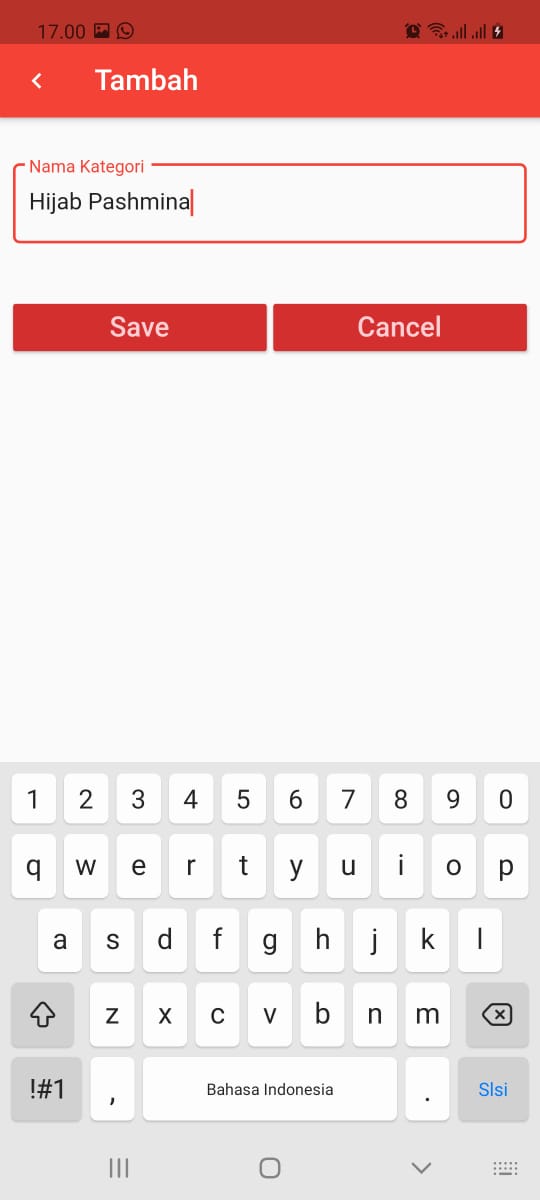 17.00
Tambah
Nama Kategori
Hijab Pashmina
Save Cancel
1 2 3 4 5 6 7 8 9 0
q w e r t y u i o p
a s d f g h j k l
z x c v b n m
!#1 , Bahasa Indonesia . Slsi